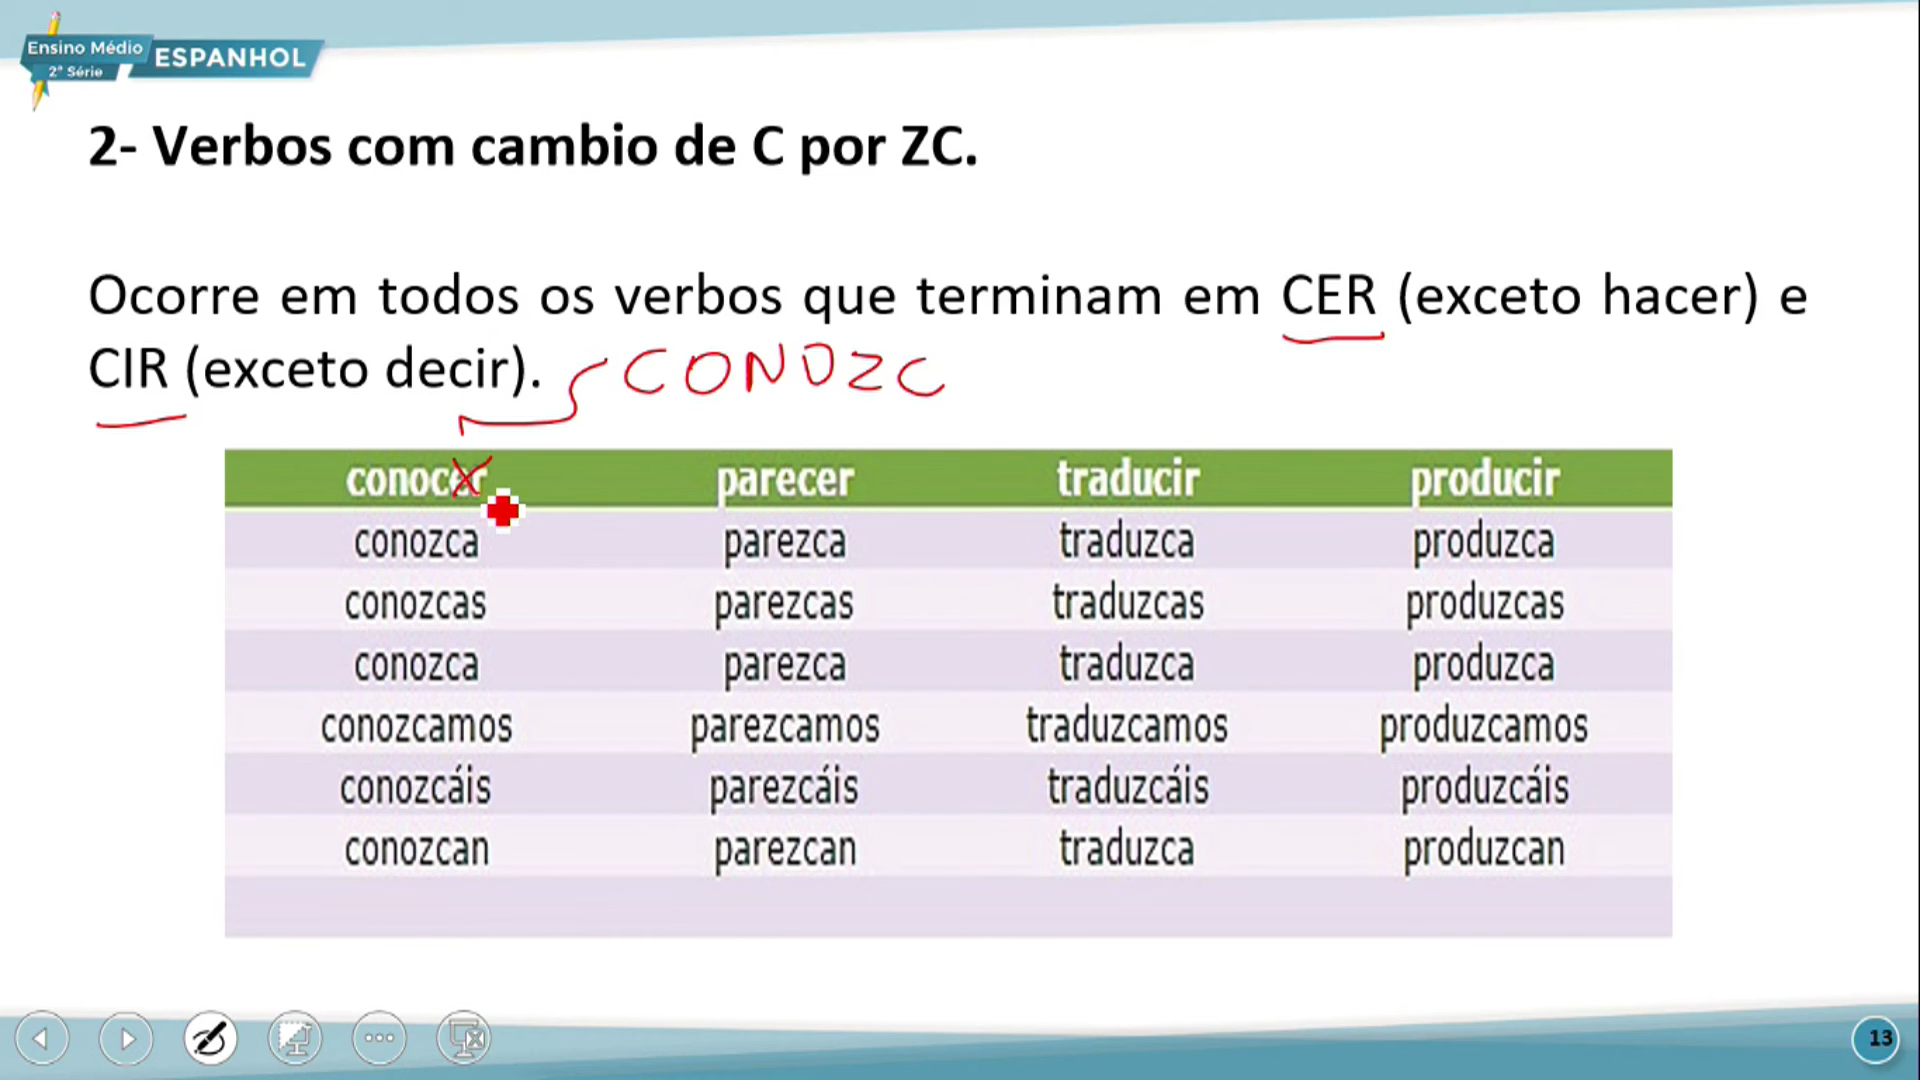 Ensino Médio
2ª Série
ESPANHOL
2- Verbos com cambio de C por ZC.
Ocorre em todos os verbos que terminam em CER (exceto hacer) e
CIR (exceto decir).
CONOZC
conocer parecer traducir producir
conozca parezca traduzca produzca
conozcas parezcas traduzcas produzcas
conozca parezca traduzca produzca
conozcamos parezcamos traduzcamos produzcamos
conozcáis parezcáis traduzcáis produzcáis
conozcan parezcan traduzca produzcan
13